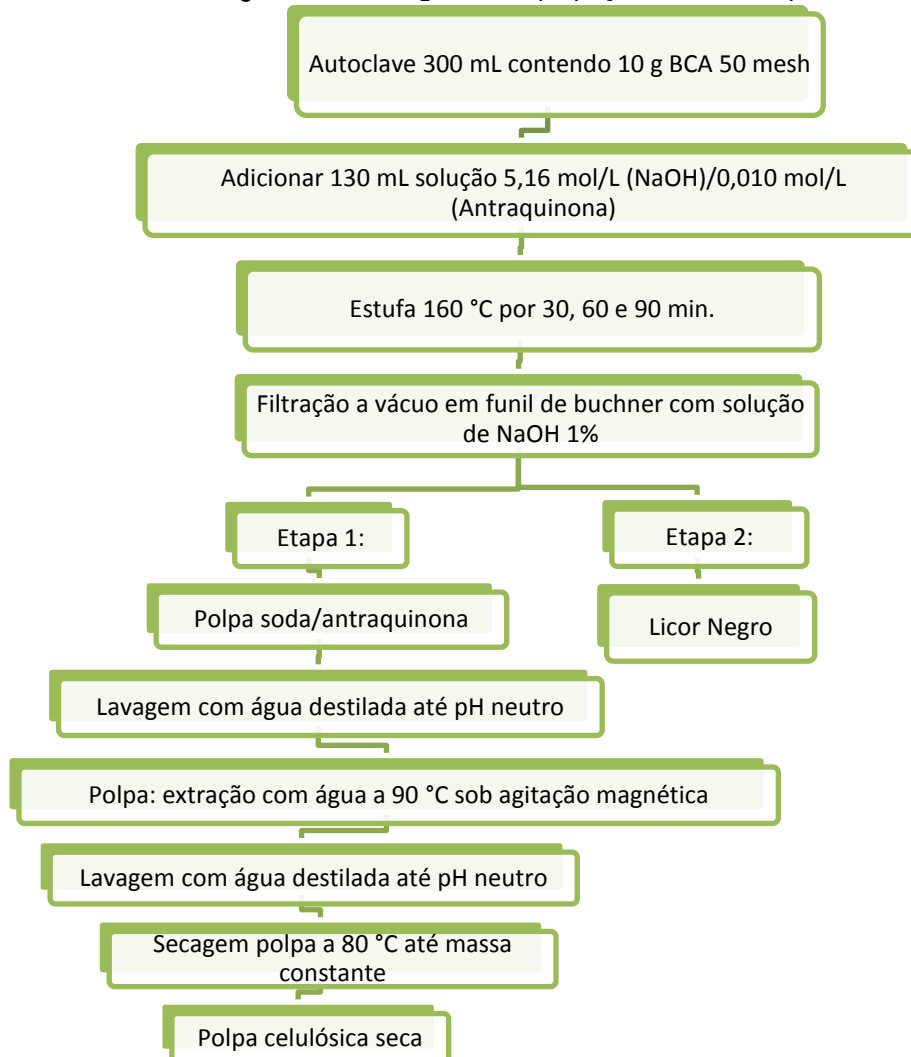 Autoclave 300 mL contendo 10 g BCA 50 mesh
Adicionar 130 mL solução 5,16 mol/L (NaOH)/0,010 mol/L
(Antraquinona)
Estufa 160 °C por 30, 60 e 90 min.
Filtração a vácuo em funil de buchner com solução
de NaOH 1%
Etapa 1:
Etapa 2:
Polpa soda/antraquinona
Licor Negro
Lavagem com água destilada até pH neutro
Polpa: extração com água a 90 °C sob agitação magnética
Lavagem com água destilada até pH neutro
Secagem polpa a 80 °C até massa
constante
Polpa celulósica seca